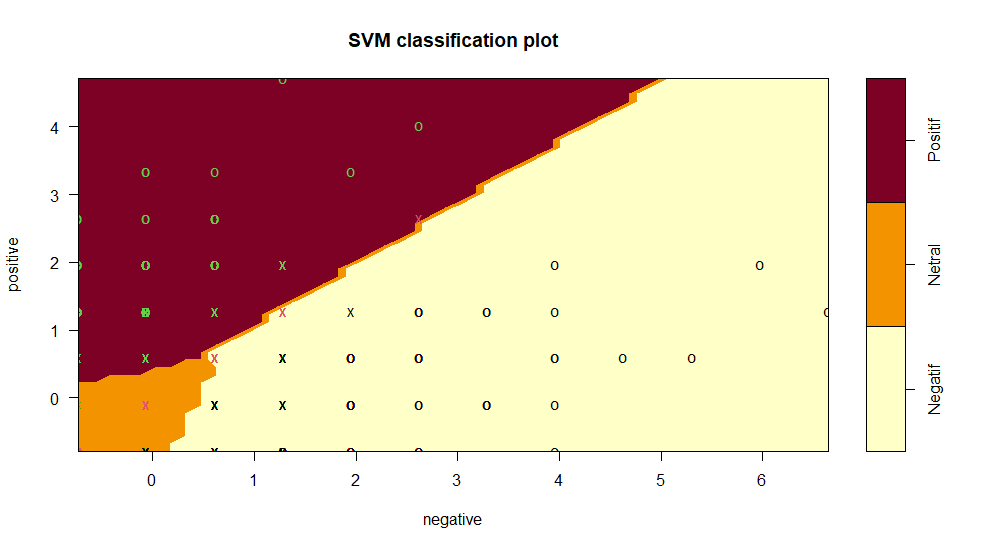 SVM classification plot
positive
4
3
2
1
0
0
1
2
3
4
5
6
negative
Positif
Netral
Negatif